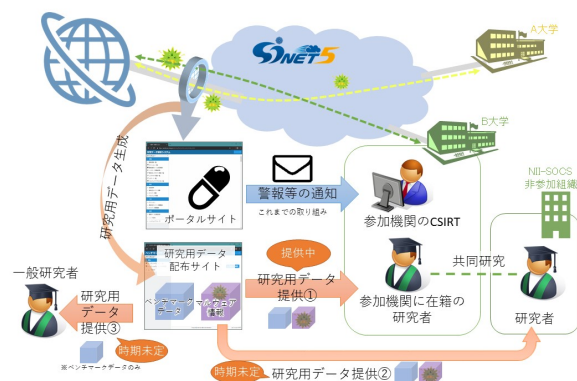 SINET5
A大学
B大学
研究用データ生成
ポータルサイト
警報等の通知
これまでの取り組み
参加機関のCSIRT
NII-SOCS
非参加組織
研究用データ
配布サイト
ベンチマーク
データ
マルウェア
情報
提供中
研究用データ
提供①
参加機関に在籍の
研究者
共同研究
研究者
一般研究者
研究用
データ
提供③
時期未定
※ベンチマークデータのみ
時期未定
研究用データ提供②